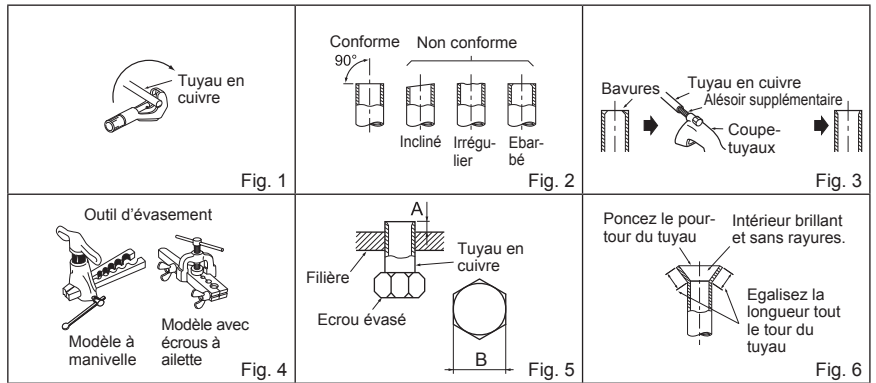 Tuyau en
cuivre
Fig. 1
Conforme
Non conforme
90°
Incliné
Irrégu-
lier
Ebar-
bé
Fig. 2
Bavures
Tuyau en cuivre
Alésoir supplémentaire
Coupe-
tuyaux
Fig. 3
Outil d'évasement
Modèle à
manivelle
Modèle avec
écrous à
ailette
Fig. 4
A
Tuyau en
cuivre
Filière
Ecrou évasé
B
Fig. 5
Poncez le pour-
tour du tuyau
Intérieur brillant
et sans rayures.
Egalisez la
longueur tout
le tour du
tuyau
Fig. 6